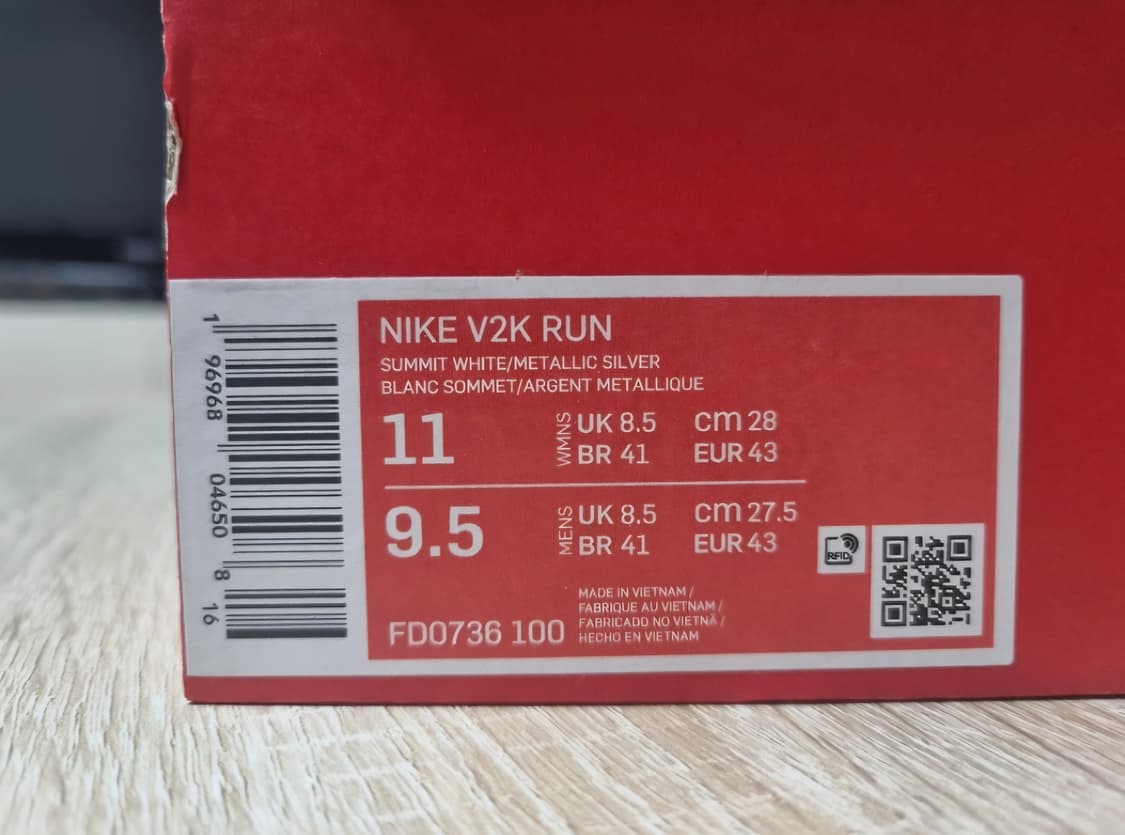 1 96968 04650 8 16
NIKE V2K RUN
SUMMIT WHITE/METALLIC SILVER
BLANC SOMMET/ARGENT METALLIQUE
11 WMNS UK 8.5 cm 28
BR 41 EUR 43
9.5 MENS UK 8.5 cm 27.5
BR 41 EUR 43
MADE IN VIETNAM /
FABRIQUE AU VIETNAM /
FABRICADO NO VIETNÃ /
HECHO EN VIETNAM
FD0736 100
RFID